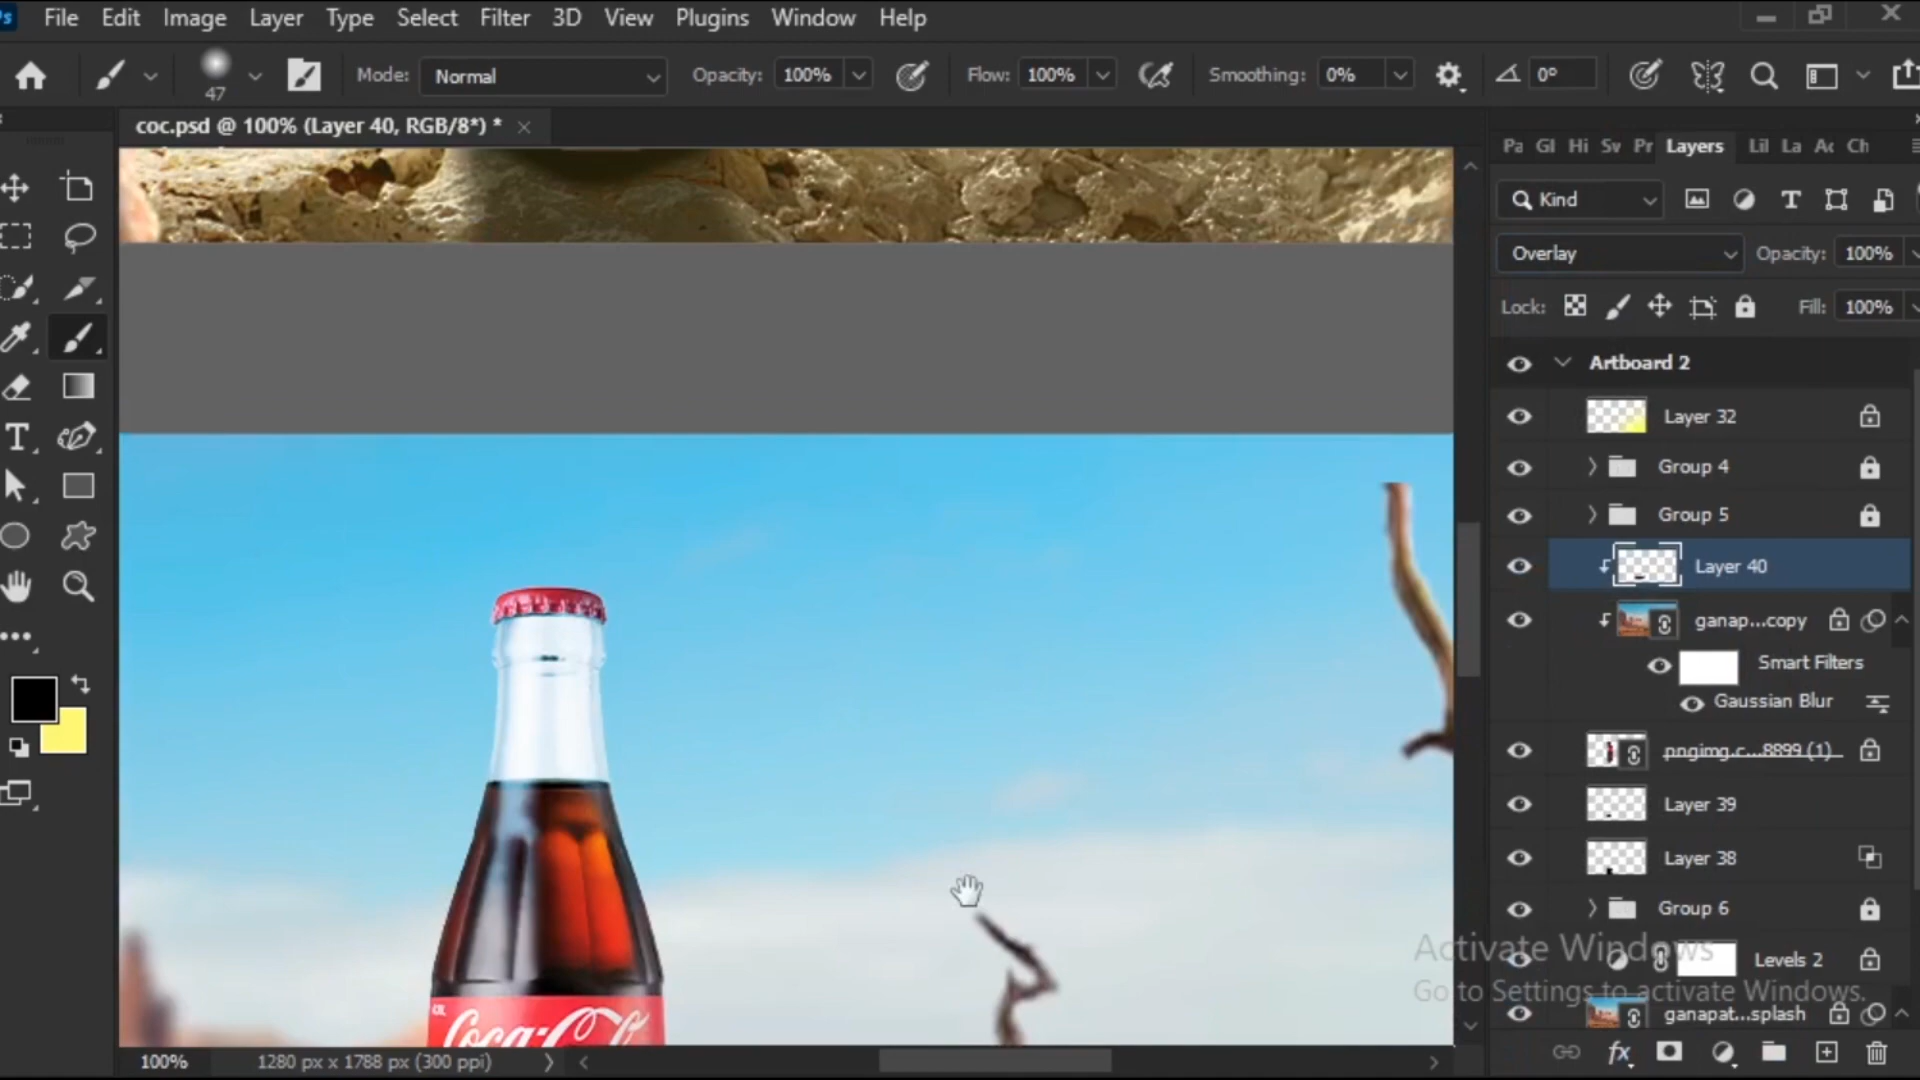 File Edit Image Layer Type Select Filter 3D View Plugins Window Help
47 Mode: Normal Opacity: 100% Flow: 100% Smoothing: 0% 0°
coc.psd @ 100% (Layer 40, RGB/8*) *
Pa Gl Hi Sv Pr Layers Lil La Ac Ch
Kind
Overlay Opacity: 100%
Lock: Fill: 100%
Artboard 2
Layer 32
Group 4
Group 5
Layer 40
ganap...copy
Smart Filters
Gaussian Blur
pngimg.c...8899 (1)
Layer 39
Layer 38
Group 6
Activate Windows
Levels 2
Go to Settings to activate Windows.
ganapat...splash
Coca-Co
100% 1280 px x 1788 px (300 ppi)